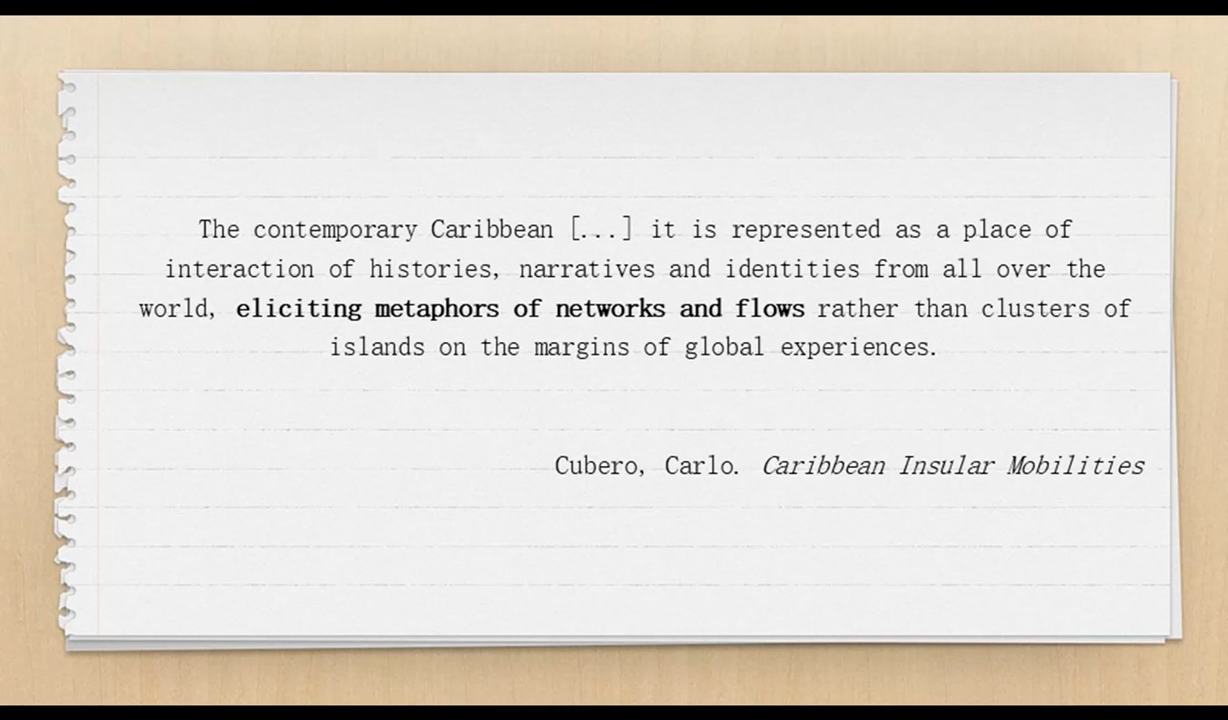 The contemporary Caribbean [...] it is represented as a place of
interaction of histories, narratives and identities from all over the
world, eliciting metaphors of networks and flows rather than clusters of
islands on the margins of global experiences.
Cubero, Carlo. Caribbean Insular Mobilities